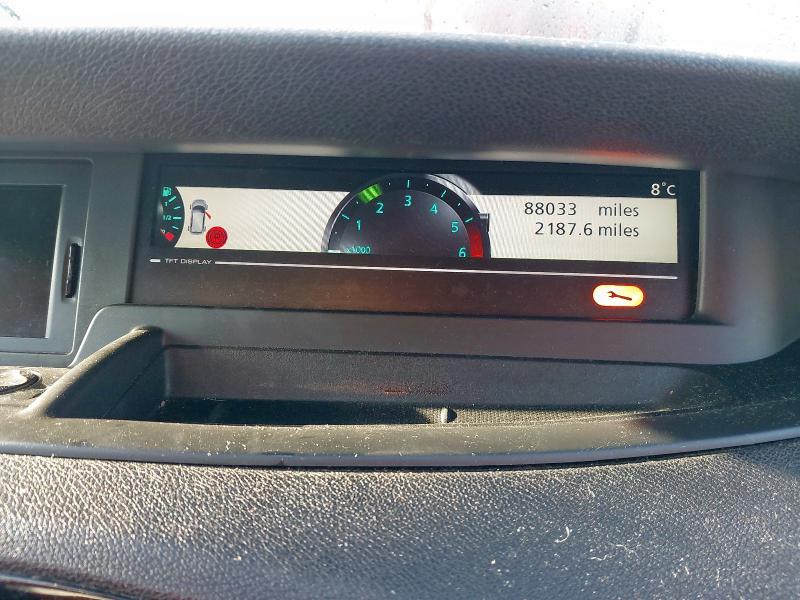 8°C
1/2
1
2
3
4
5
6
x1000
88033 miles
2187.6 miles
TFT DISPLAY